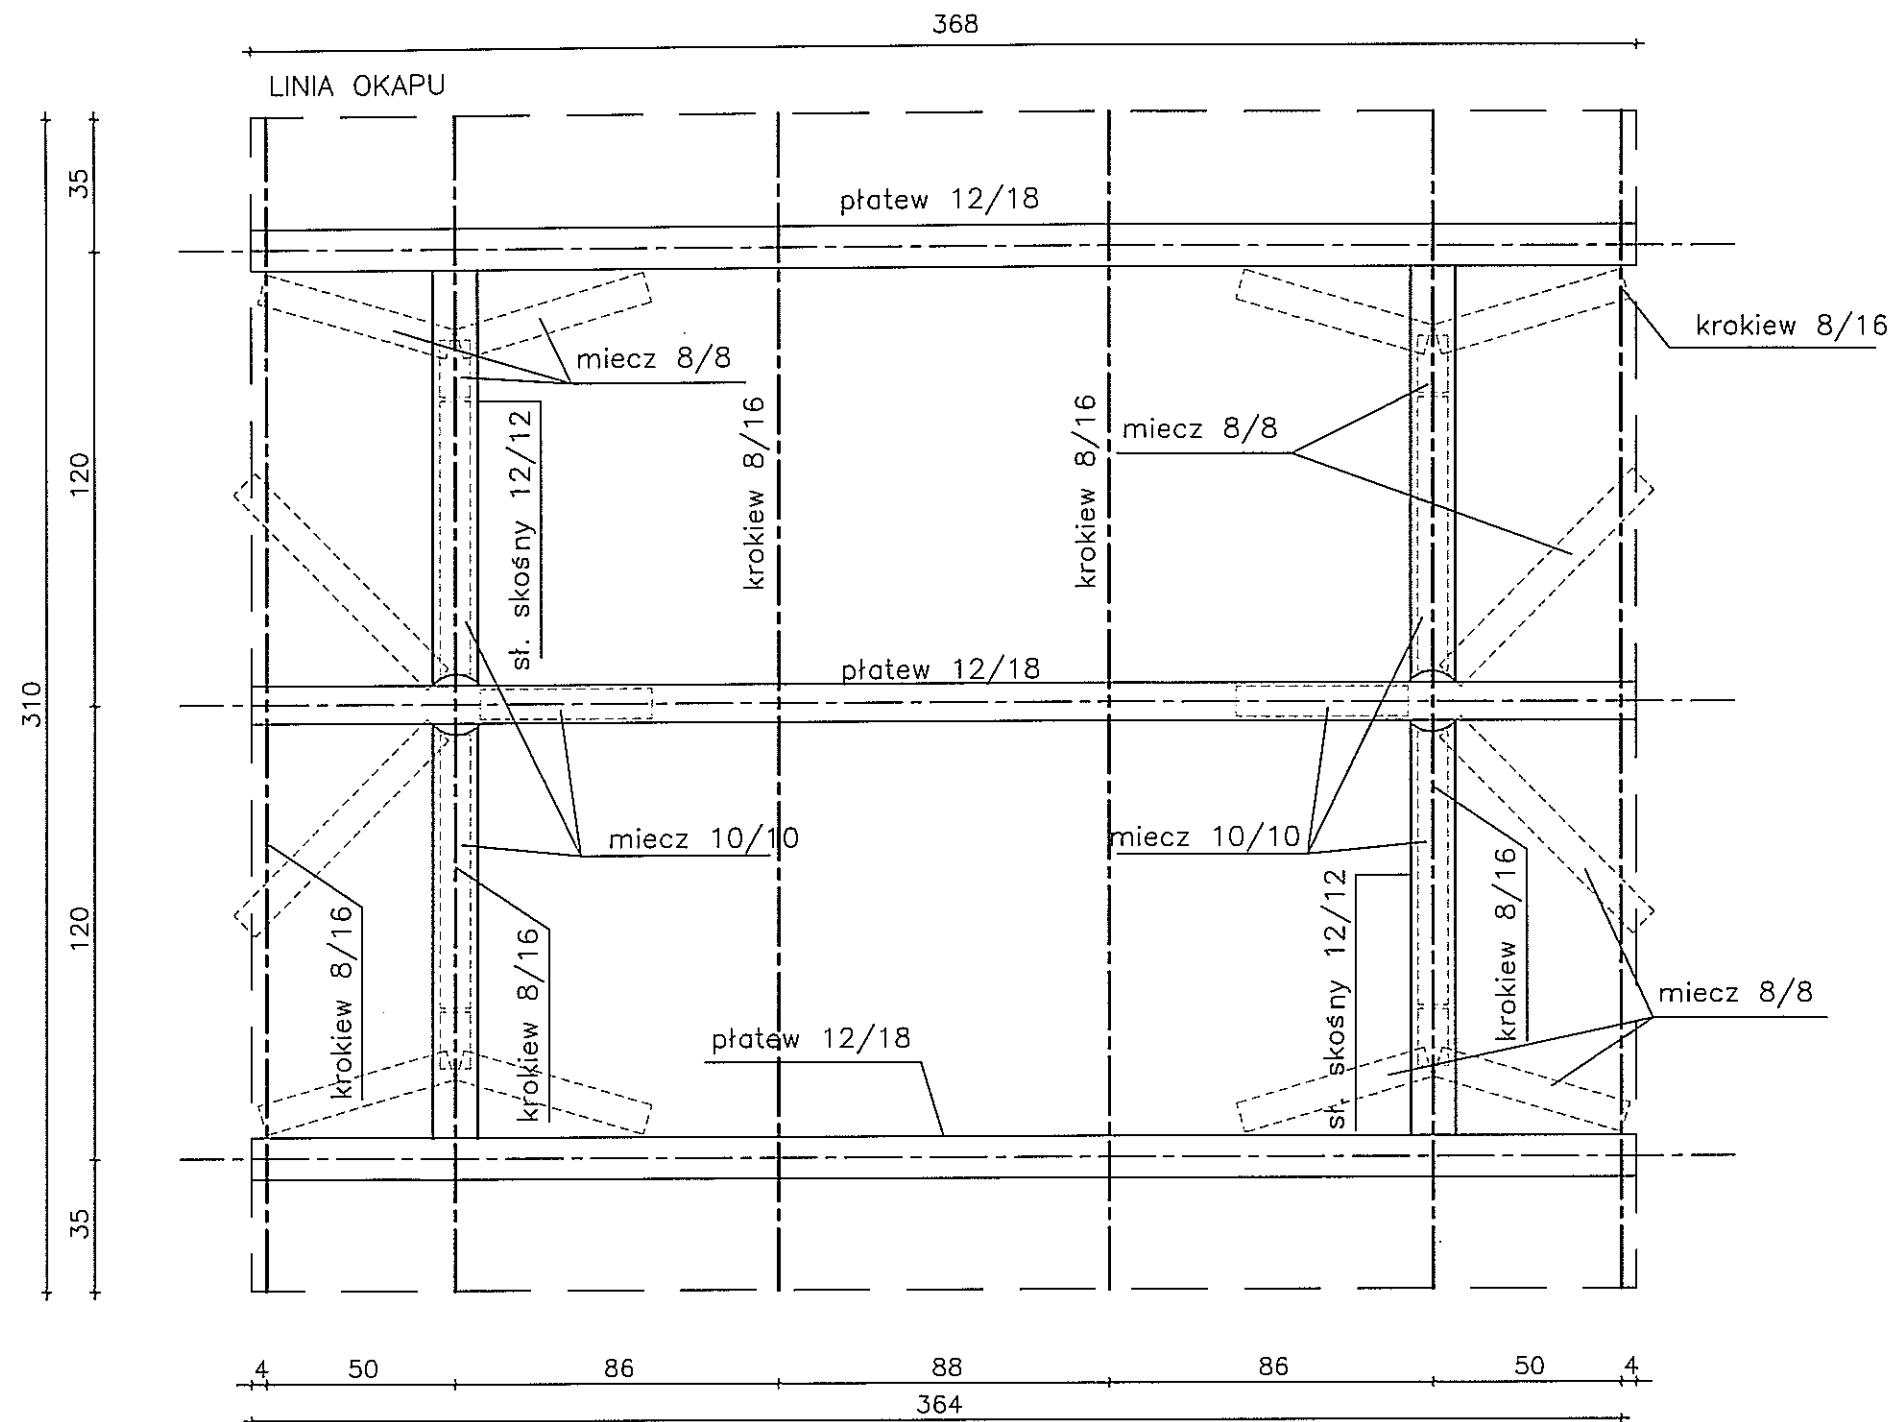 368
LINIA OKAPU
35
płatew 12/18
krokiew 8/16
miecz 8/8
krokiew 8/16
krokiew 8/16
miecz 8/8
sł. skośny 12/12
120
płatew 12/18
310
miecz 10/10
miecz 10/10
krokiew 8/16
sł. skośny 12/12
120
krokiew 8/16
krokiew 8/16
miecz 8/8
płatew 12/18
35
4 50 86 88 86 50 4
364